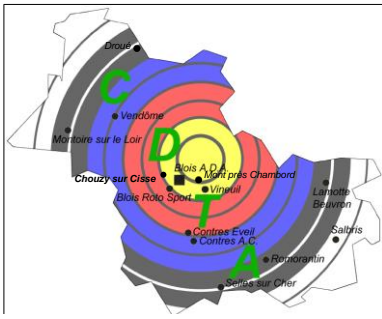 Droué
C
Vendôme
Montoire sur le Loir
D
Blois A.D.A.
Chouzy sur Cisse
Mont près Chambord
Blois Roto Sport
Vineuil
Lamotte
Beuvron
T
Contres Eveil
Contres A.C.
Salbris
A
Romorantin
Selles sur Cher